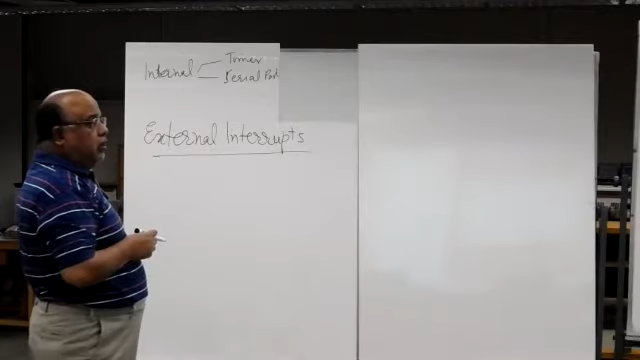 Internal
Timer
Serial Port
External Interrupts